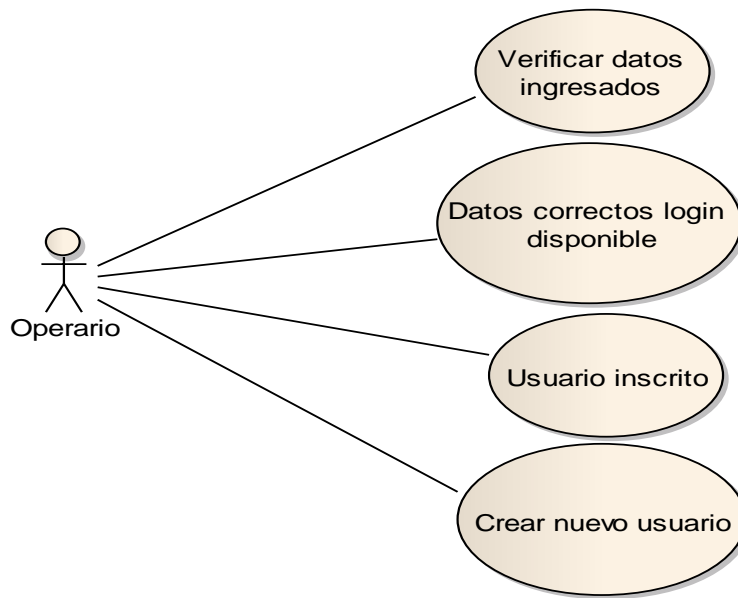 Verificar datos
ingresados
Datos correctos login
disponible
Operario
Usuario inscrito
Crear nuevo usuario